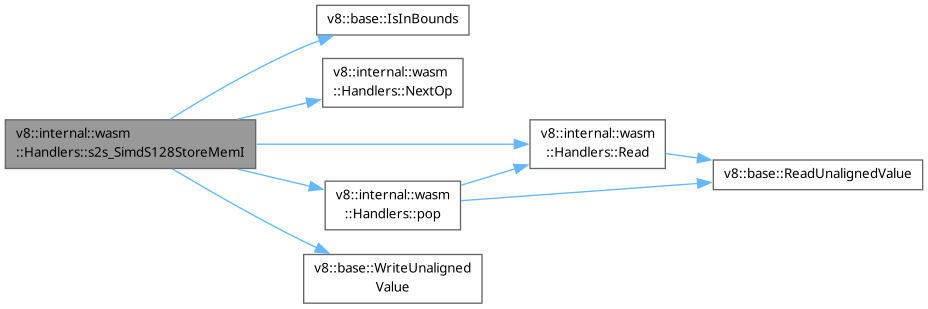 v8::base::IsInBounds
v8::internal::wasm
::Handlers::NextOp
v8::internal::wasm
::Handlers::s2s_SimdS128StoreMemI
v8::internal::wasm
::Handlers::Read
v8::base::ReadUnalignedValue
v8::internal::wasm
::Handlers::pop
v8::base::WriteUnaligned
Value